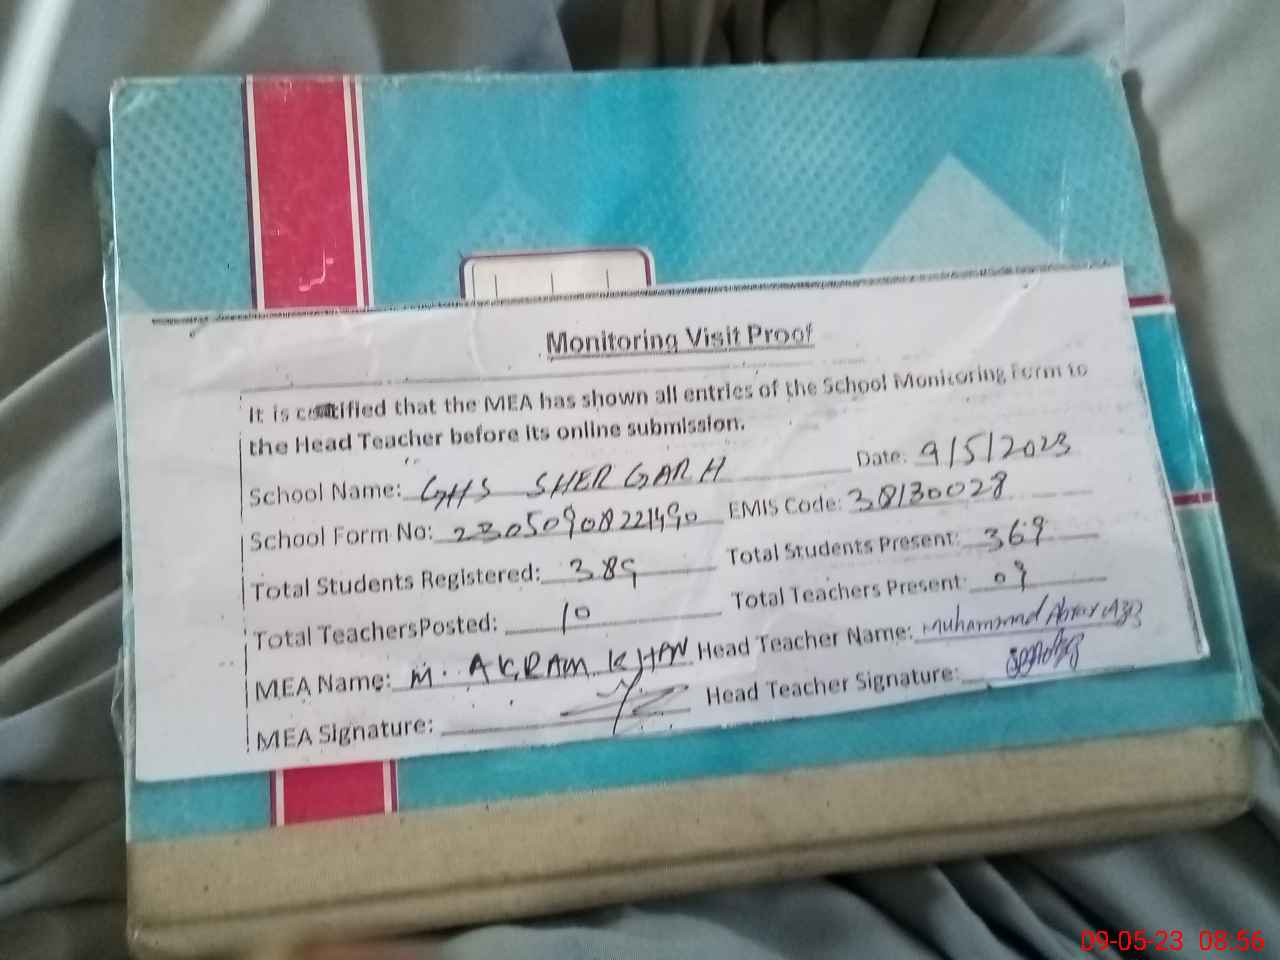 Monitoring Visit Proof
It is certified that the MEA has shown all entries of the School Monitoring Form to
the Head Teacher before its online submission.
School Name: GHS SHER GARH Date: 9/5/2023
School Form No: 23050908221490 EMIS Code: 38130028
Total Students Registered: 389 Total Students Present: 369
Total TeachersPosted: 10 Total Teachers Present: 09
MEA Name: M. AKRAM KHAN Head Teacher Name: Muhammad
MEA Signature: Head Teacher Signature:
09-05-23 08:56